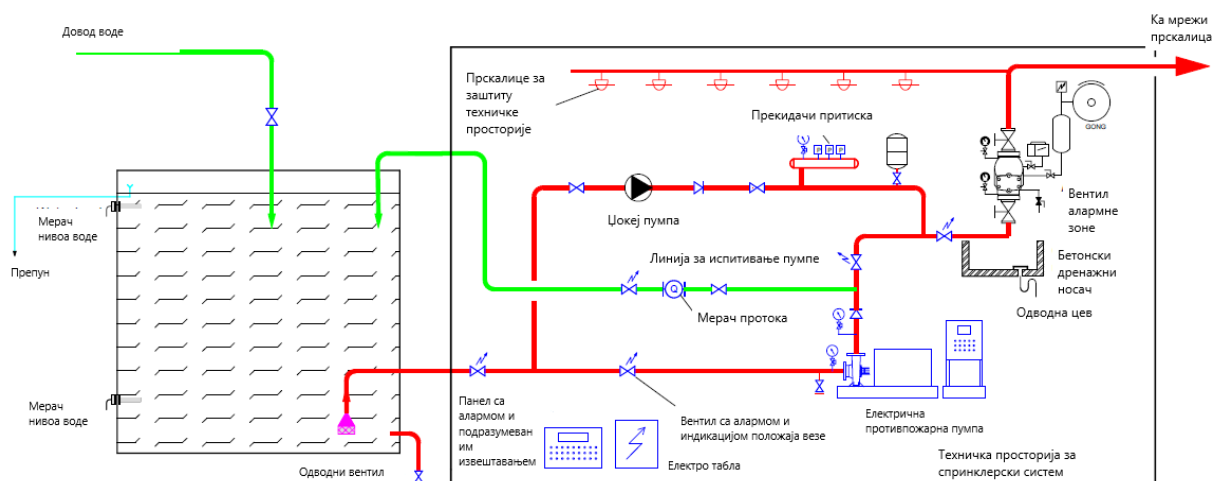 Довод воде
Ка мрежи
прскалица
Прскалице за
заштиту
техничке
просторије
Прекидачи притиска
GONG
P P P
Мерач
нивоа воде
Џокеј пумпа
Вентил
алармне
зоне
Препун
Линија за испитивање пумпе
Бетонски
дренажни
носач
Q
Мерач протока
Одводна цев
Мерач
нивоа воде
Панел са
алармом и
подразумеван
им
извештавањем
Вентил са алармом и
индикацијом положаја везе
Електрична
противпожарна пумпа
Одводни вентил
Електро табла
Техничка просторија за
спринклерски систем